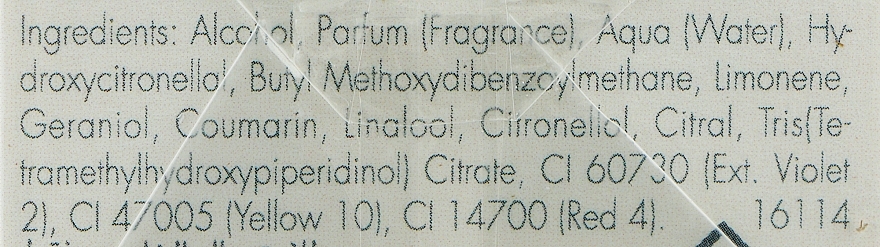 Ingredients: Alcohol, Parfum (Fragrance), Aqua (Water), Hy-
droxycitronellal, Butyl Methoxydibenzoylmethane, Limonene,
Geraniol, Coumarin, Linalool, Citronellol, Citral, Tris(Te-
tramethylhydroxypiperidinol) Citrate, CI 60730 (Ext. Violet
2), CI 47005 (Yellow 10), CI 14700 (Red 4). 16114